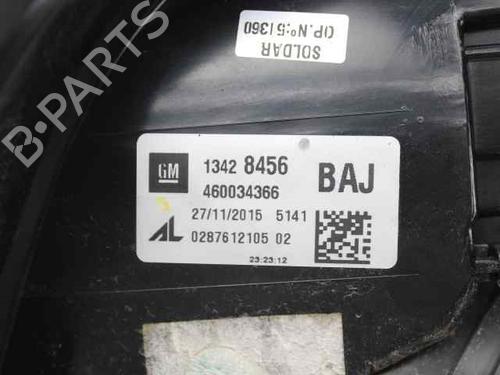 SOLDAR
OP.Nº:51360
GM
1342 8456
460034366
BAJ
27/11/2015 5141
AL
0287612105 02
23:23:12
B-PARTS